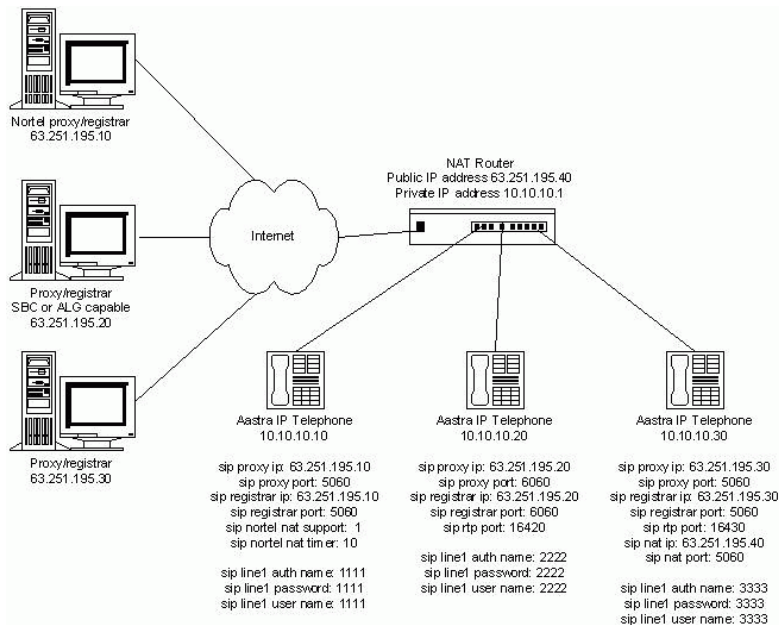 Nortel proxy/registrar
63.251.195.10
NAT Router
Public IP address 63.251.195.40
Private IP address 10.10.10.1
Internet
Proxy/registrar
SBC or ALG capable
63.251.195.20
Proxy/registrar
63.251.195.30
Aastra IP Telephone
10.10.10.10
sip proxy ip: 63.251.195.10
sip proxy port: 5060
sip registrar ip: 63.251.195.10
sip registrar port: 5060
sip nortel nat support: 1
sip nortel nat timer: 10
sip line1 auth name: 1111
sip line1 password: 1111
sip line1 user name: 1111
Aastra IP Telephone
10.10.10.20
sip proxy ip: 63.251.195.20
sip proxy port: 6060
sip registrar ip: 63.251.195.20
sip registrar port: 6060
sip rtp port: 16420
sip line1 auth name: 2222
sip line1 password: 2222
sip line1 user name: 2222
Aastra IP Telephone
10.10.10.30
sip proxy ip: 63.251.195.30
sip proxy port: 5060
sip registrar ip: 63.251.195.30
sip registrar port: 5060
sip rtp port: 16430
sip nat ip: 63.251.195.40
sip nat port: 5060
sip line1 auth name: 3333
sip line1 password: 3333
sip line1 user name: 3333